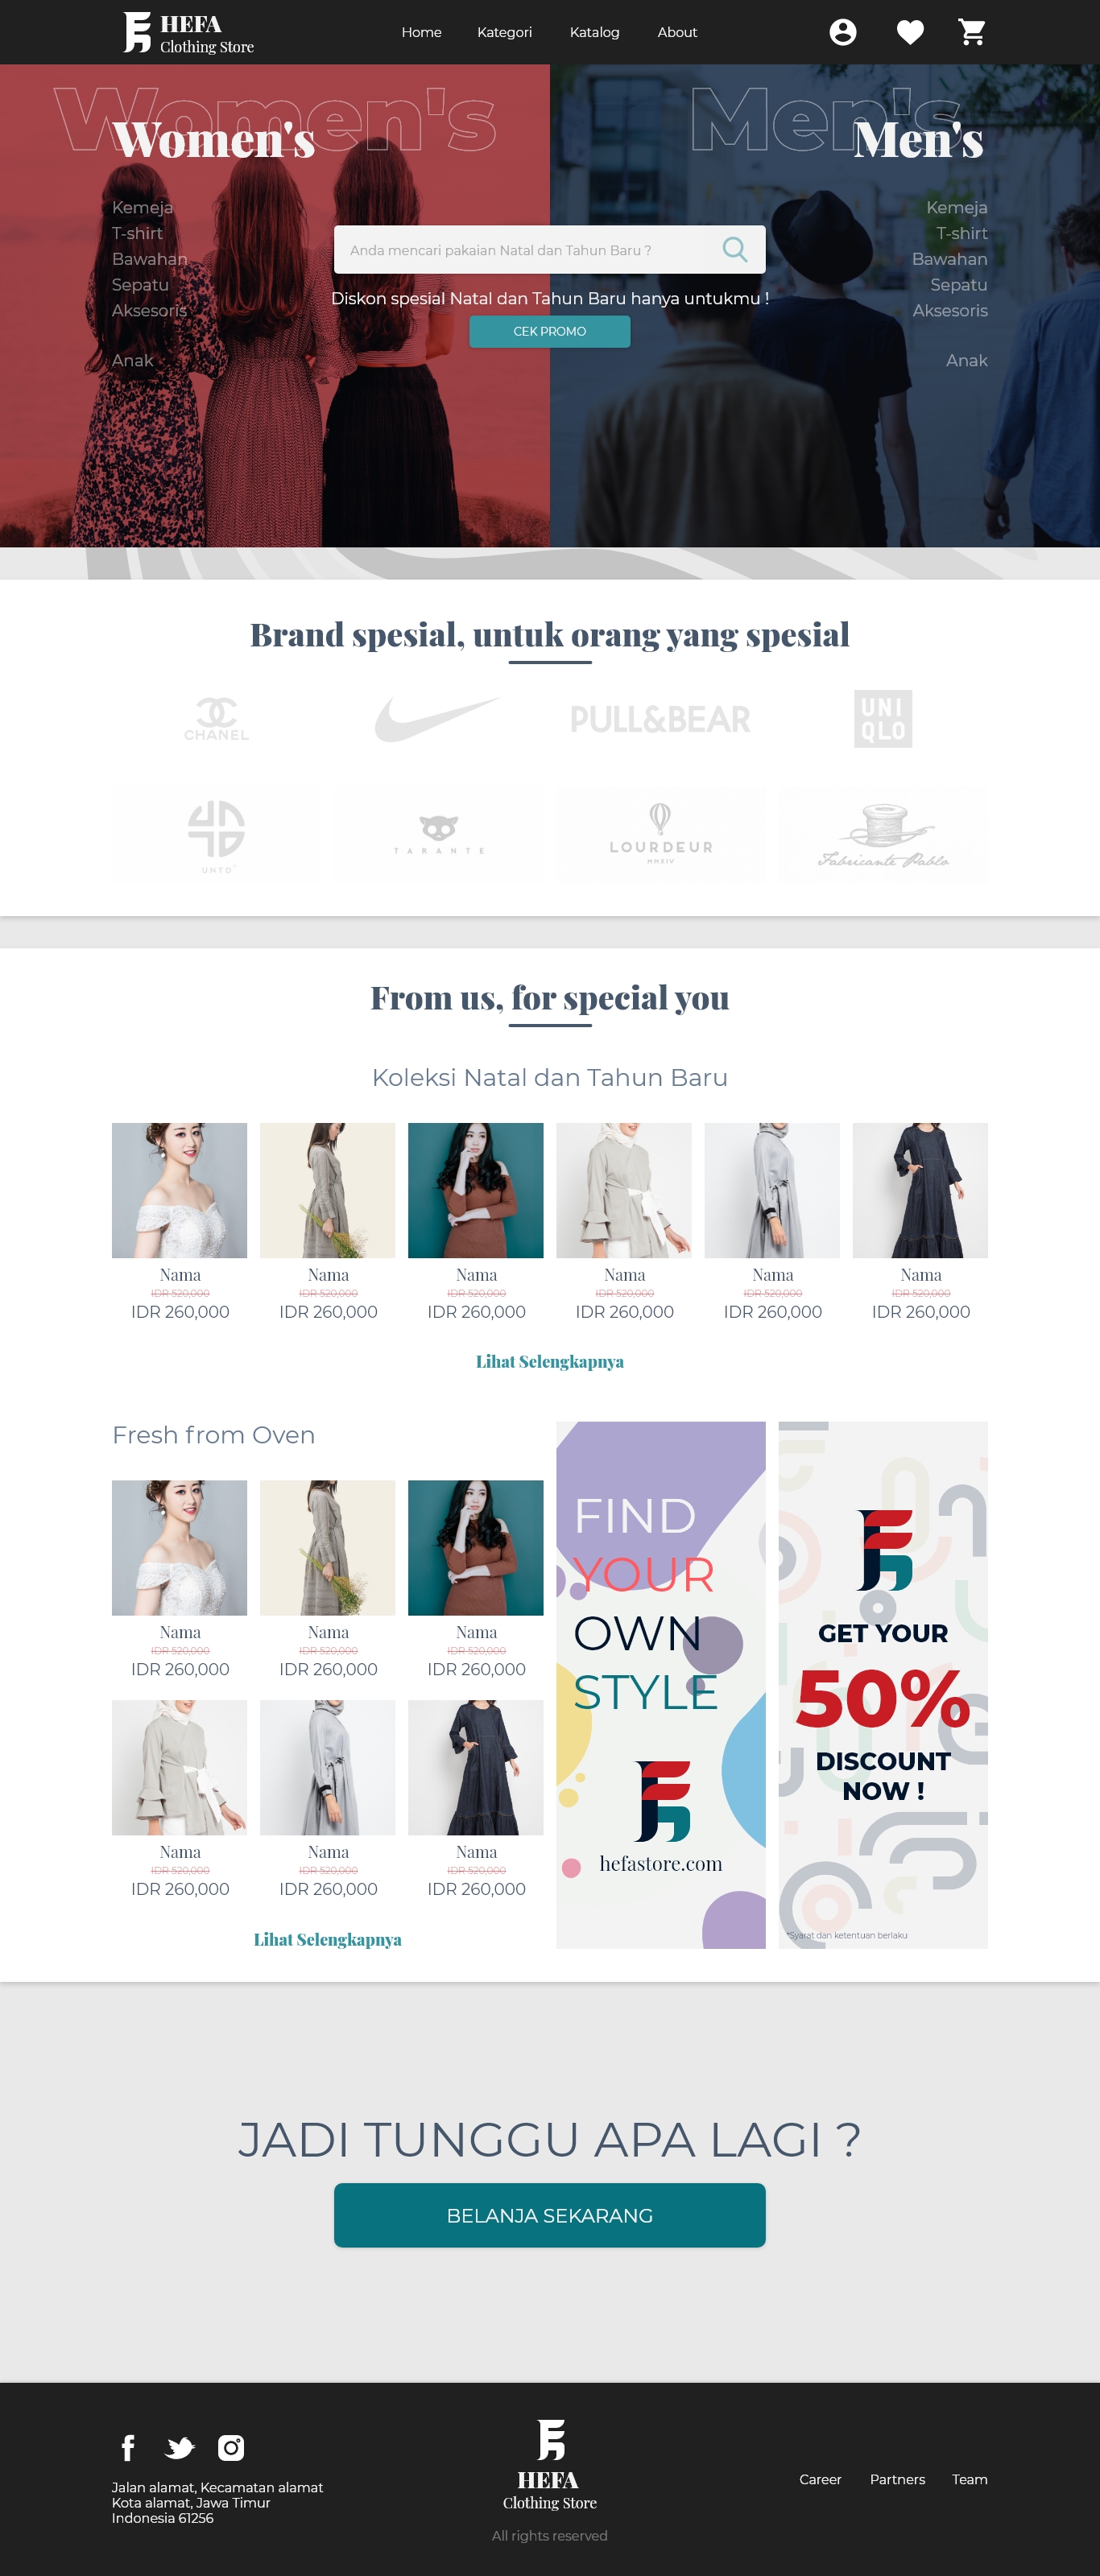 HEFA
Clothing Store
Home
Kategori
Katalog
About
Women's
Women's
Men's
Men's
Kemeja
T-shirt
Bawahan
Sepatu
Aksesoris
Anak
Kemeja
T-shirt
Bawahan
Sepatu
Aksesoris
Anak
Anda mencari pakaian Natal dan Tahun Baru ?
Diskon spesial Natal dan Tahun Baru hanya untukmu !
CEK PROMO
Brand spesial, untuk orang yang spesial
CHANEL
PULL&BEAR
UNI
QLO
UNTD
TARANTE
LOURDEUR
MMXIV
Fabricante Pablo
From us, for special you
Koleksi Natal dan Tahun Baru
Nama
IDR 520,000
IDR 260,000
Nama
IDR 520,000
IDR 260,000
Nama
IDR 520,000
IDR 260,000
Nama
IDR 520,000
IDR 260,000
Nama
IDR 520,000
IDR 260,000
Nama
IDR 520,000
IDR 260,000
Lihat Selengkapnya
Fresh from Oven
Nama
IDR 520,000
IDR 260,000
Nama
IDR 520,000
IDR 260,000
Nama
IDR 520,000
IDR 260,000
Nama
IDR 520,000
IDR 260,000
Nama
IDR 520,000
IDR 260,000
Nama
IDR 520,000
IDR 260,000
Lihat Selengkapnya
FIND
YOUR
OWN
STYLE
hefastore.com
GET YOUR
50%
DISCOUNT
NOW !
*Syarat dan ketentuan berlaku
JADI TUNGGU APA LAGI ?
BELANJA SEKARANG
Jalan alamat, Kecamatan alamat
Kota alamat, Jawa Timur
Indonesia 61256
HEFA
Clothing Store
All rights reserved
Career
Partners
Team